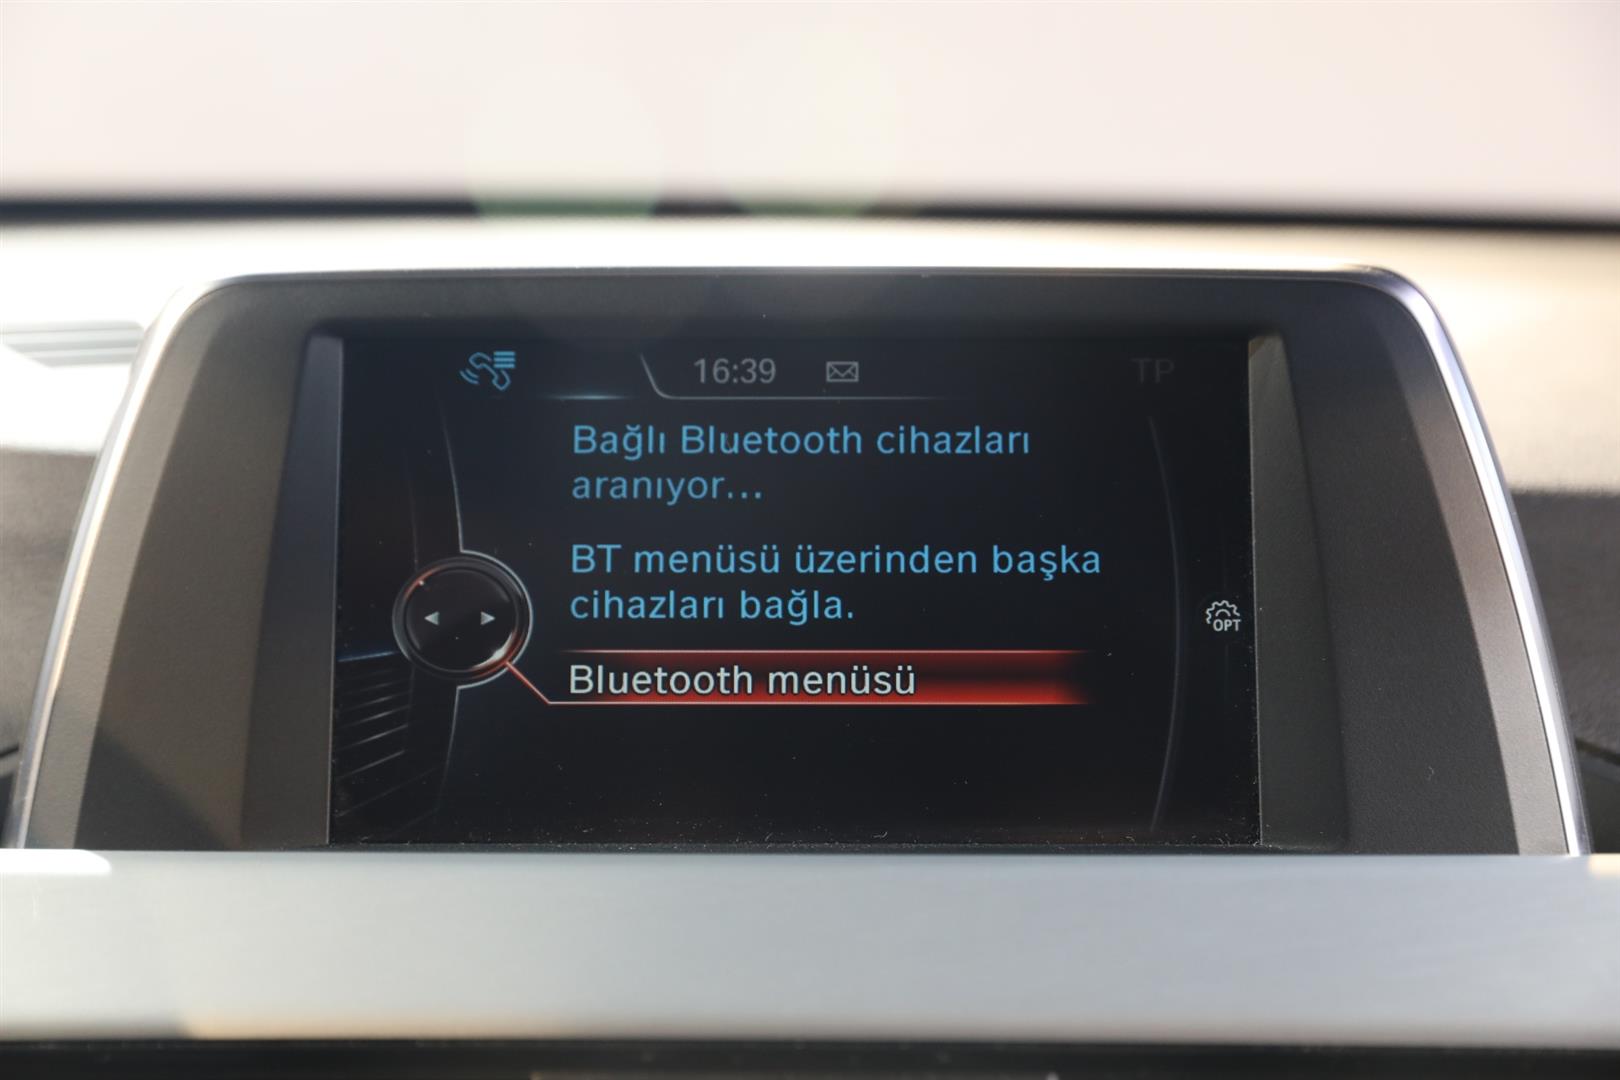 16:39 TP
Bağlı Bluetooth cihazları
aranıyor...
BT menüsü üzerinden başka
cihazları bağla.
OPT
Bluetooth menüsü